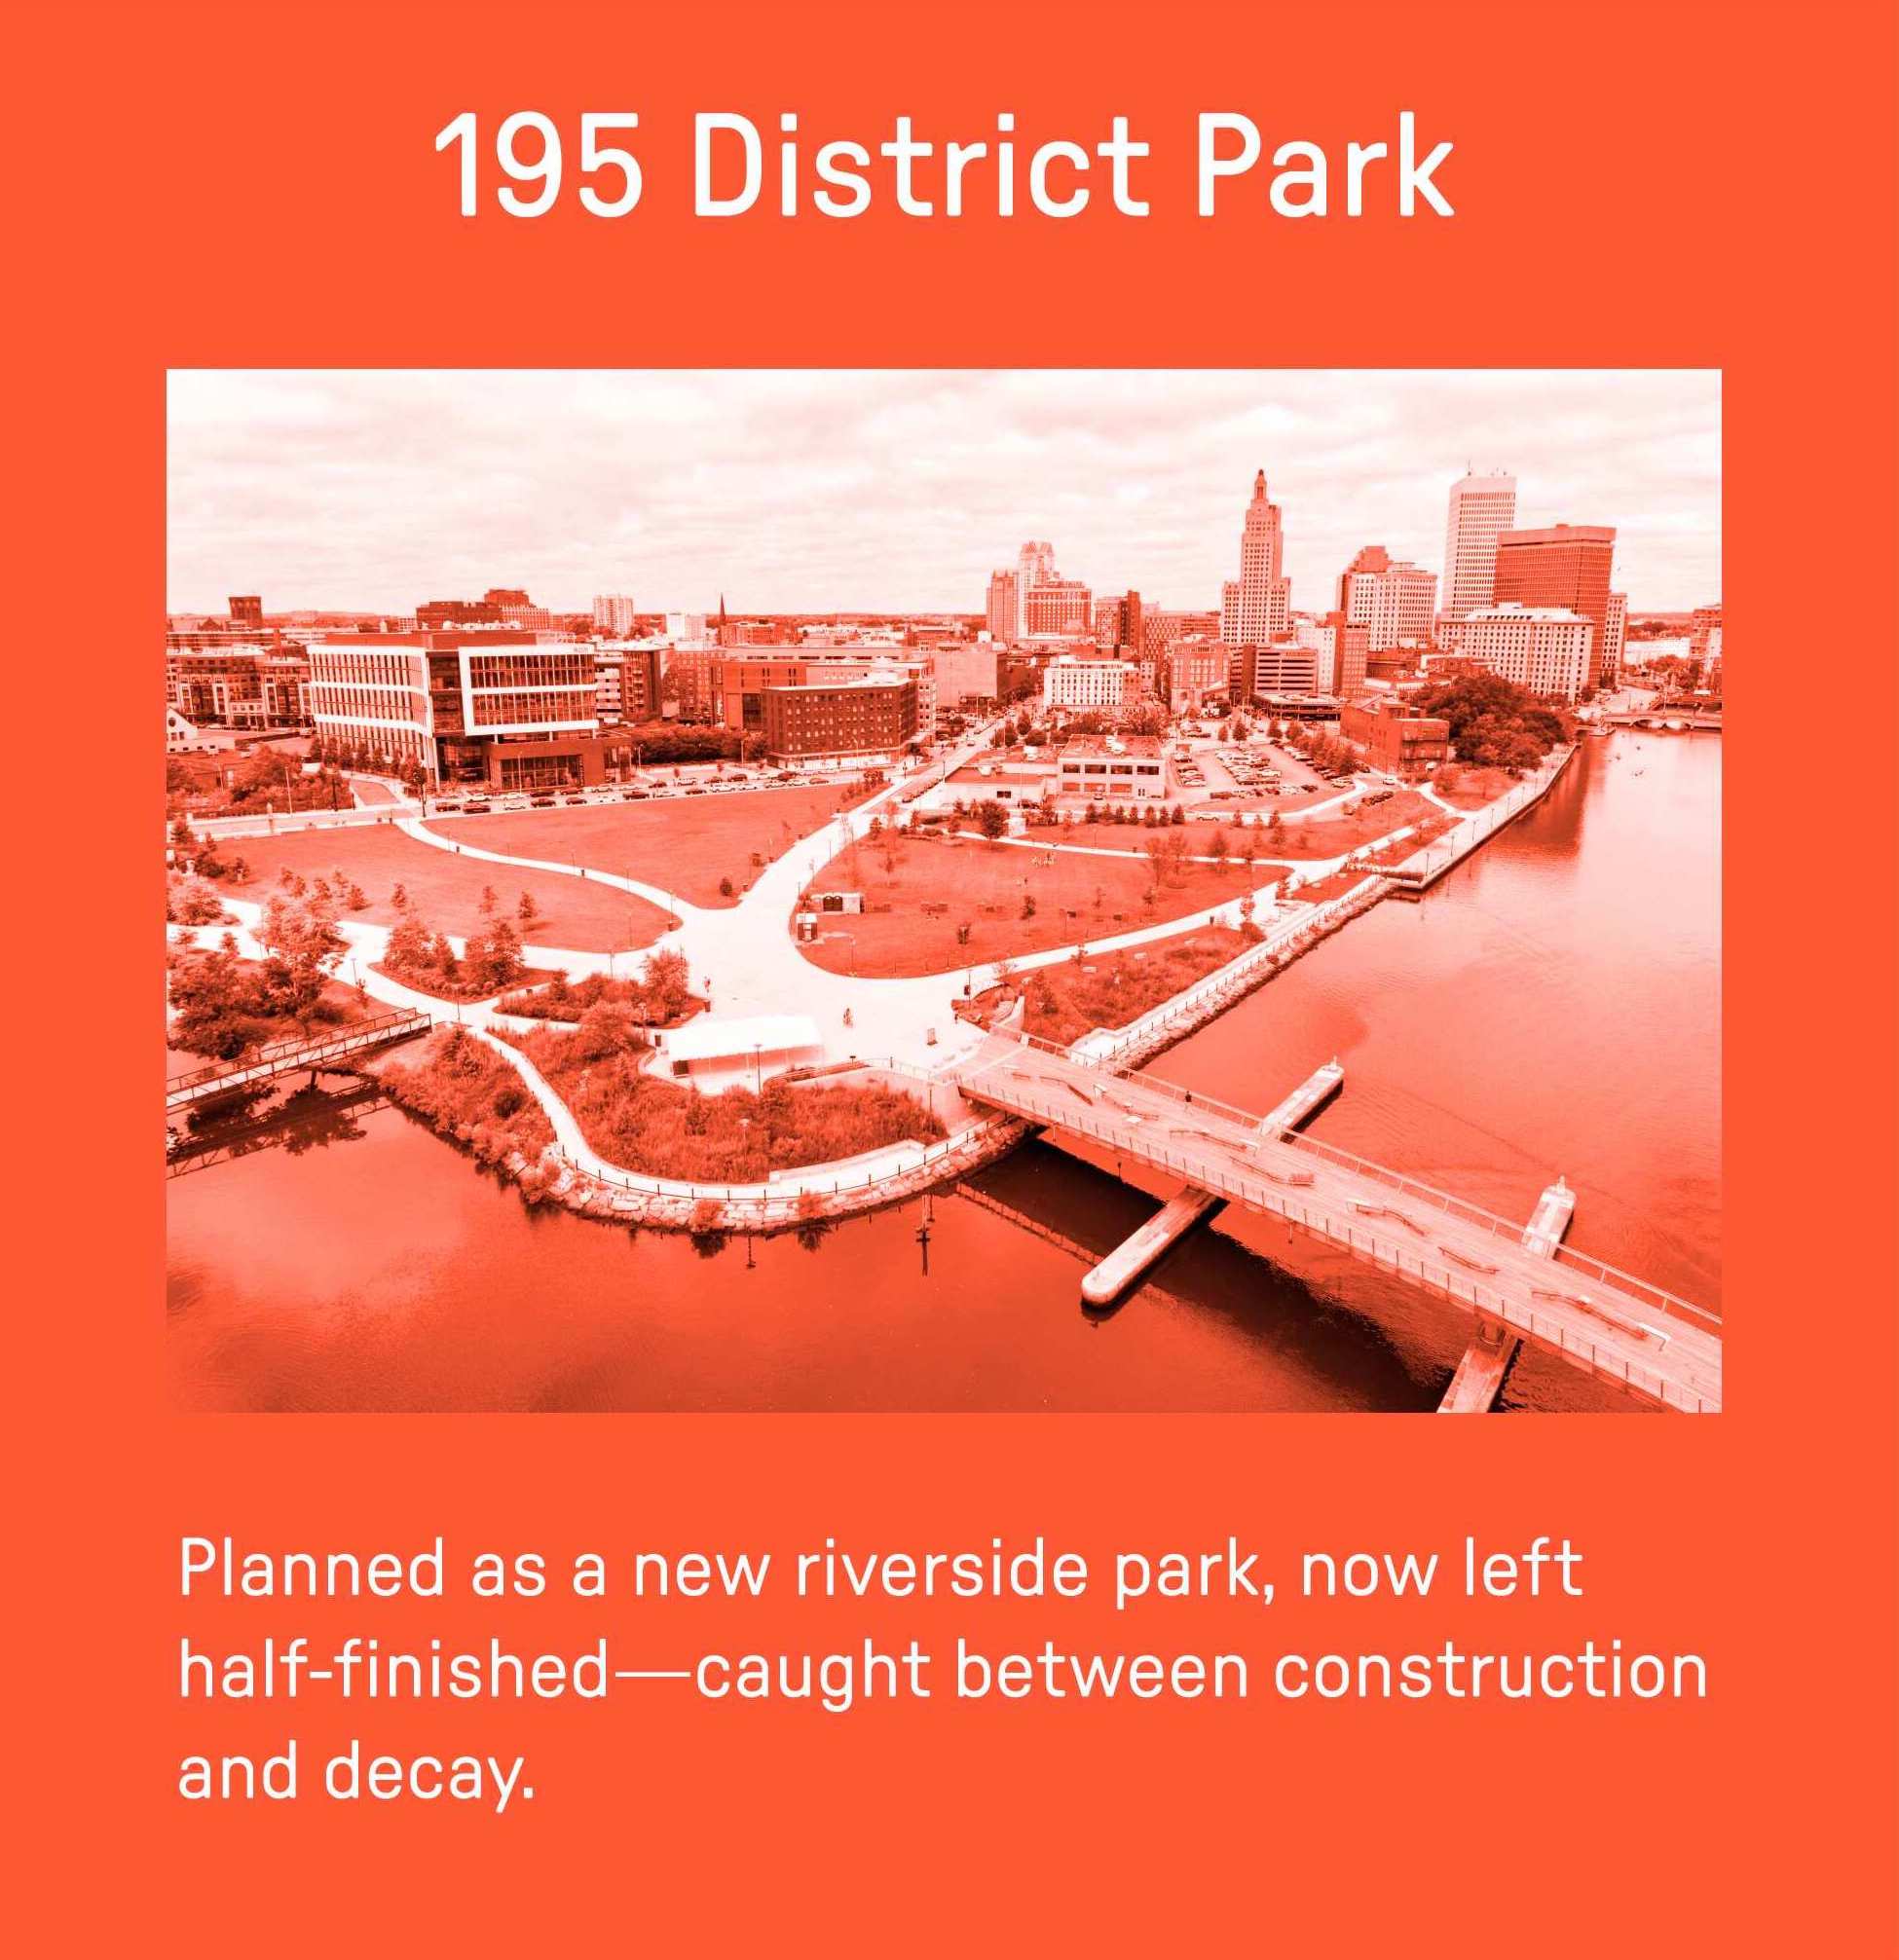 195 District Park
Planned as a new riverside park, now left
half-finished—caught between construction
and decay.